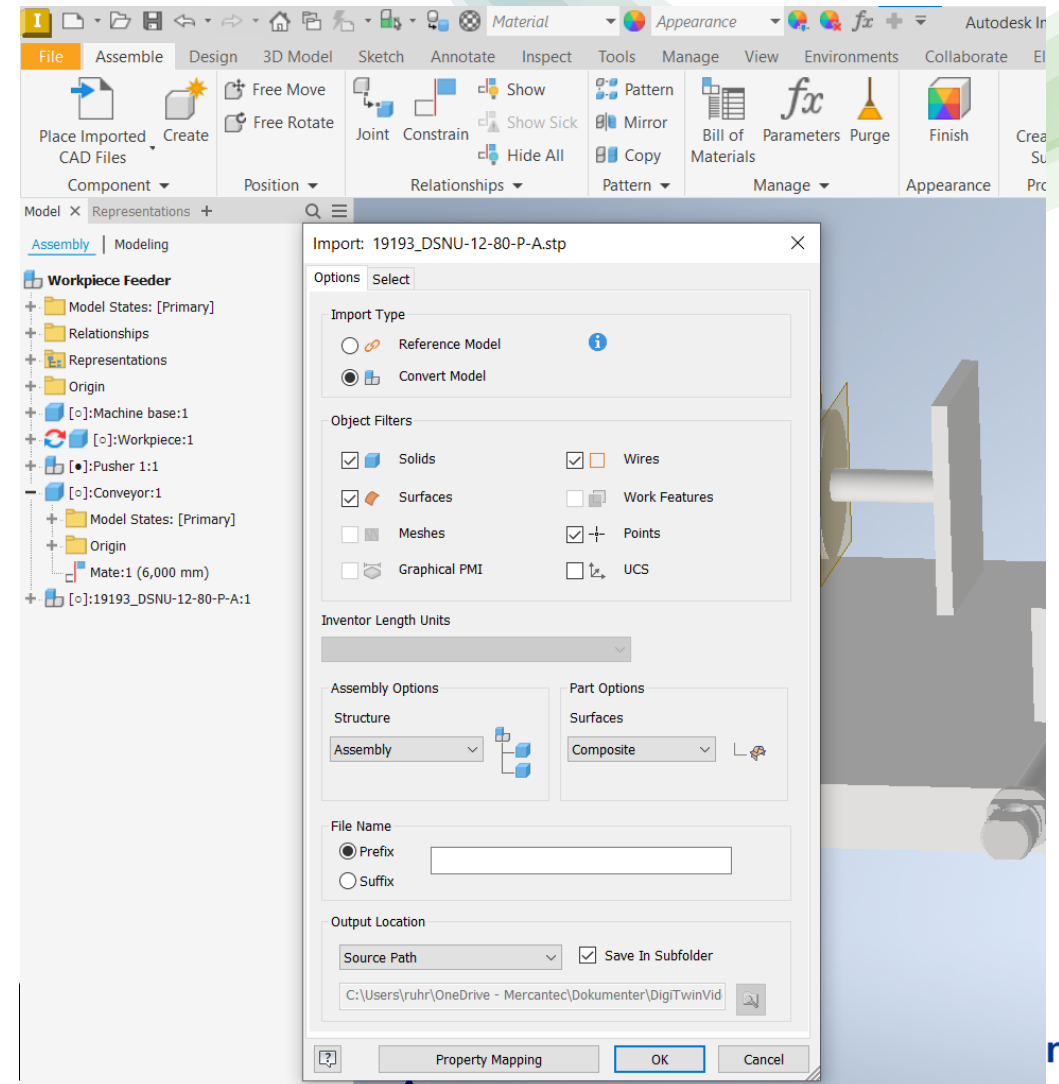 I Material Appearance fx Autodesk In
File Assemble Design 3D Model Sketch Annotate Inspect Tools Manage View Environments Collaborate El
Place Imported CAD Files
Create
Free Move
Free Rotate
Joint
Constrain
Show
Show Sick
Hide All
Pattern
Mirror
Copy
Bill of Materials
fx
Parameters
Purge
Finish
Crea
Su
Component Position Relationships Pattern Manage Appearance Pro
Model Representations +
Assembly | Modeling
Workpiece Feeder
Model States: [Primary]
Relationships
Representations
Origin
[○]:Machine base:1
[○]:Workpiece:1
[●]:Pusher 1:1
[○]:Conveyor:1
Model States: [Primary]
Origin
Mate:1 (6,000 mm)
[○]:19193_DSNU-12-80-P-A:1
Import: 19193_DSNU-12-80-P-A.stp
Options Select
Import Type
Reference Model
Convert Model
Object Filters
Solids Wires
Surfaces Work Features
Meshes Points
Graphical PMI UCS
Inventor Length Units
Assembly Options
Structure
Assembly
Part Options
Surfaces
Composite
File Name
Prefix
Suffix
Output Location
Source Path
Save In Subfolder
C:\Users\ruhr\OneDrive - Mercantec\Dokumenter\DigiTwinVid
Property Mapping OK Cancel